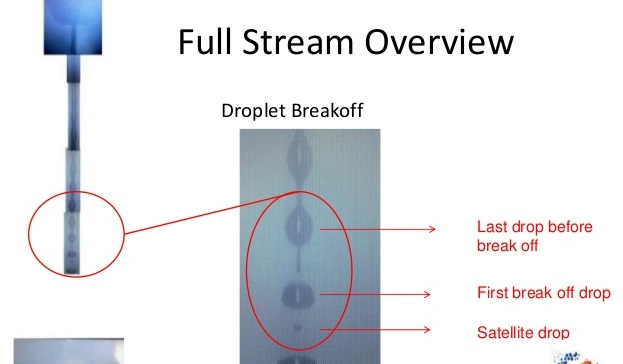 Full Stream Overview
Droplet Breakoff
Last drop before
break off
First break off drop
Satellite drop